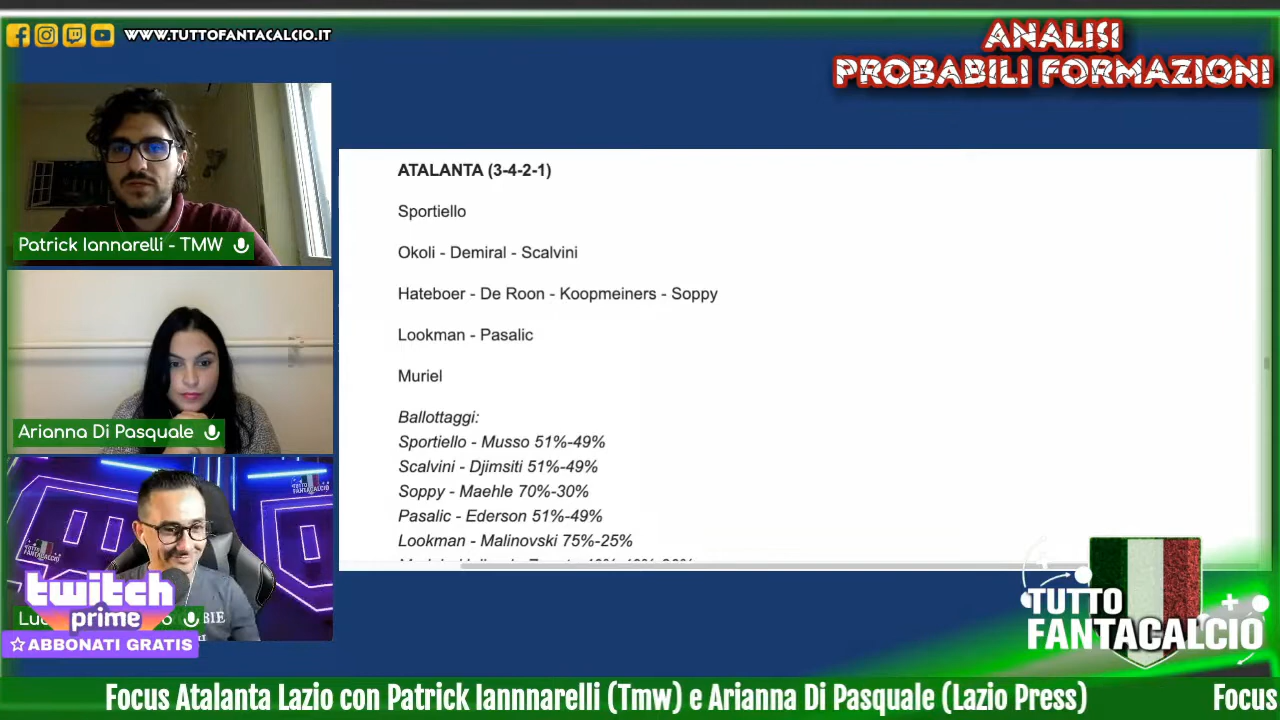 WWW.TUTTOFANTACALCIO.IT
ANALISI
PROBABILI FORMAZIONI
Patrick Iannarelli - TMW
Arianna Di Pasquale
twitch
prime
ABBONATI GRATIS
ATALANTA (3-4-2-1)
Sportiello
Okoli - Demiral - Scalvini
Hateboer - De Roon - Koopmeiners - Soppy
Lookman - Pasalic
Muriel
Ballottaggi:
Sportiello - Musso 51%-49%
Scalvini - Djimsiti 51%-49%
Soppy - Maehle 70%-30%
Pasalic - Ederson 51%-49%
Lookman - Malinovski 75%-25%
TUTTO
FANTACALCIO
Focus Atalanta Lazio con Patrick Iannnarelli (Tmw) e Arianna Di Pasquale (Lazio Press)
Focus